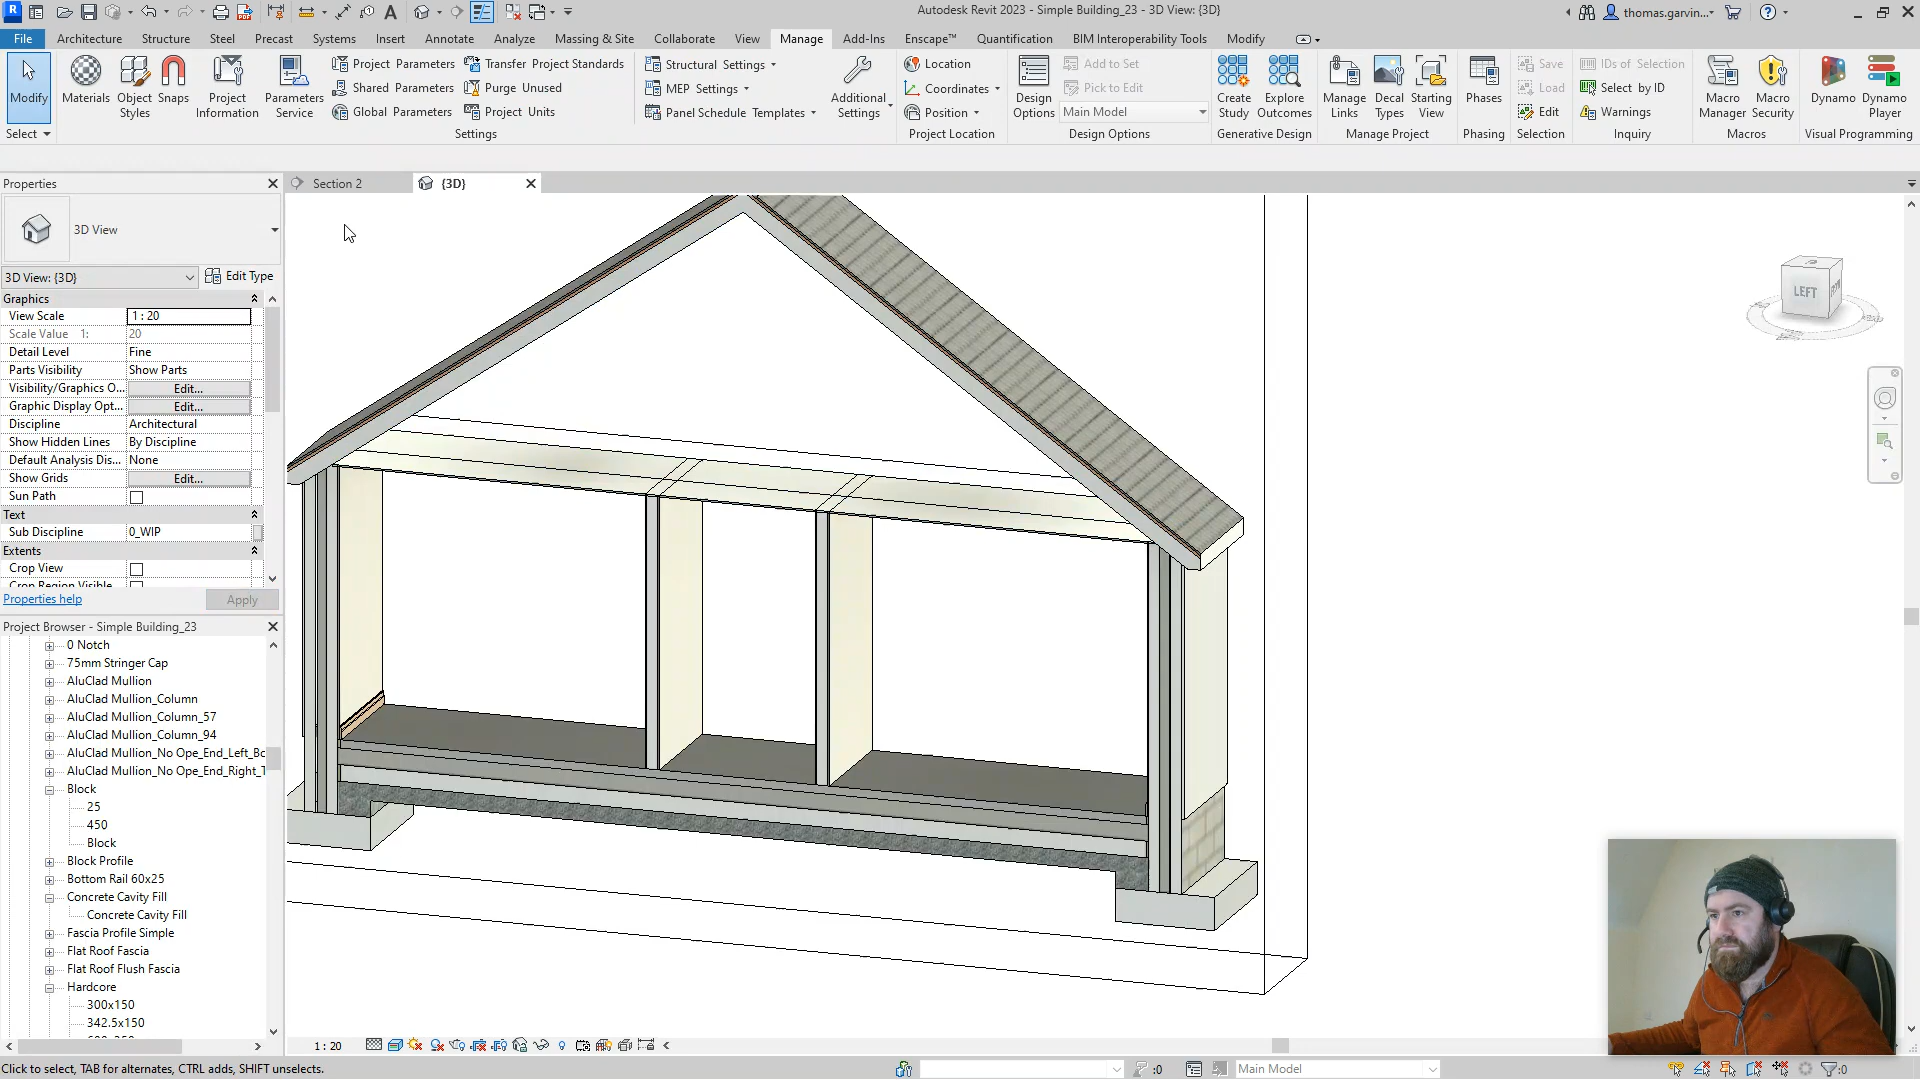 Autodesk Revit 2023 - Simple Building_23 - 3D View: {3D}
thomas.garvin...
File Architecture Structure Steel Precast Systems Insert Annotate Analyze Massing & Site Collaborate View Manage Add-Ins Enscape™ Quantification BIM Interoperability Tools Modify
Modify
Materials
Object Styles
Snaps
Project Information
Parameters Service
Project Parameters
Shared Parameters
Global Parameters
Transfer Project Standards
Purge Unused
Project Units
Structural Settings
MEP Settings
Panel Schedule Templates
Additional Settings
Location
Coordinates
Position
Design Options
Add to Set
Pick to Edit
Main Model
Create Study
Explore Outcomes
Manage Links
Decal Types
Starting View
Phases
Save
Load
Edit
IDs of Selection
Select by ID
Warnings
Macro Manager
Macro Security
Dynamo
Dynamo Player
Select
Settings
Project Location
Design Options
Generative Design
Manage Project
Phasing
Selection
Inquiry
Macros
Visual Programming
Properties
Section 2
{3D}
3D View
3D View: {3D}
Edit Type
Graphics
View Scale 1 : 20
Scale Value 1: 20
Detail Level Fine
Parts Visibility Show Parts
Visibility/Graphics O... Edit...
Graphic Display Opt... Edit...
Discipline Architectural
Show Hidden Lines By Discipline
Default Analysis Dis... None
Show Grids Edit...
Sun Path
Text
Sub Discipline 0_WIP
Extents
Crop View
Crop Region Visible
Properties help
Apply
Project Browser - Simple Building_23
0 Notch
75mm Stringer Cap
AluClad Mullion
AluClad Mullion_Column
AluClad Mullion_Column_57
AluClad Mullion_Column_94
AluClad Mullion_No Ope_End_Left_Bo
AluClad Mullion_No Ope_End_Right_T
Block
25
450
Block
Block Profile
Bottom Rail 60x25
Concrete Cavity Fill
Concrete Cavity Fill
Fascia Profile Simple
Flat Roof Fascia
Flat Roof Flush Fascia
Hardcore
300x150
342.5x150
LEFT
1 : 20
Click to select, TAB for alternates, CTRL adds, SHIFT unselects.
:0
Main Model
:0